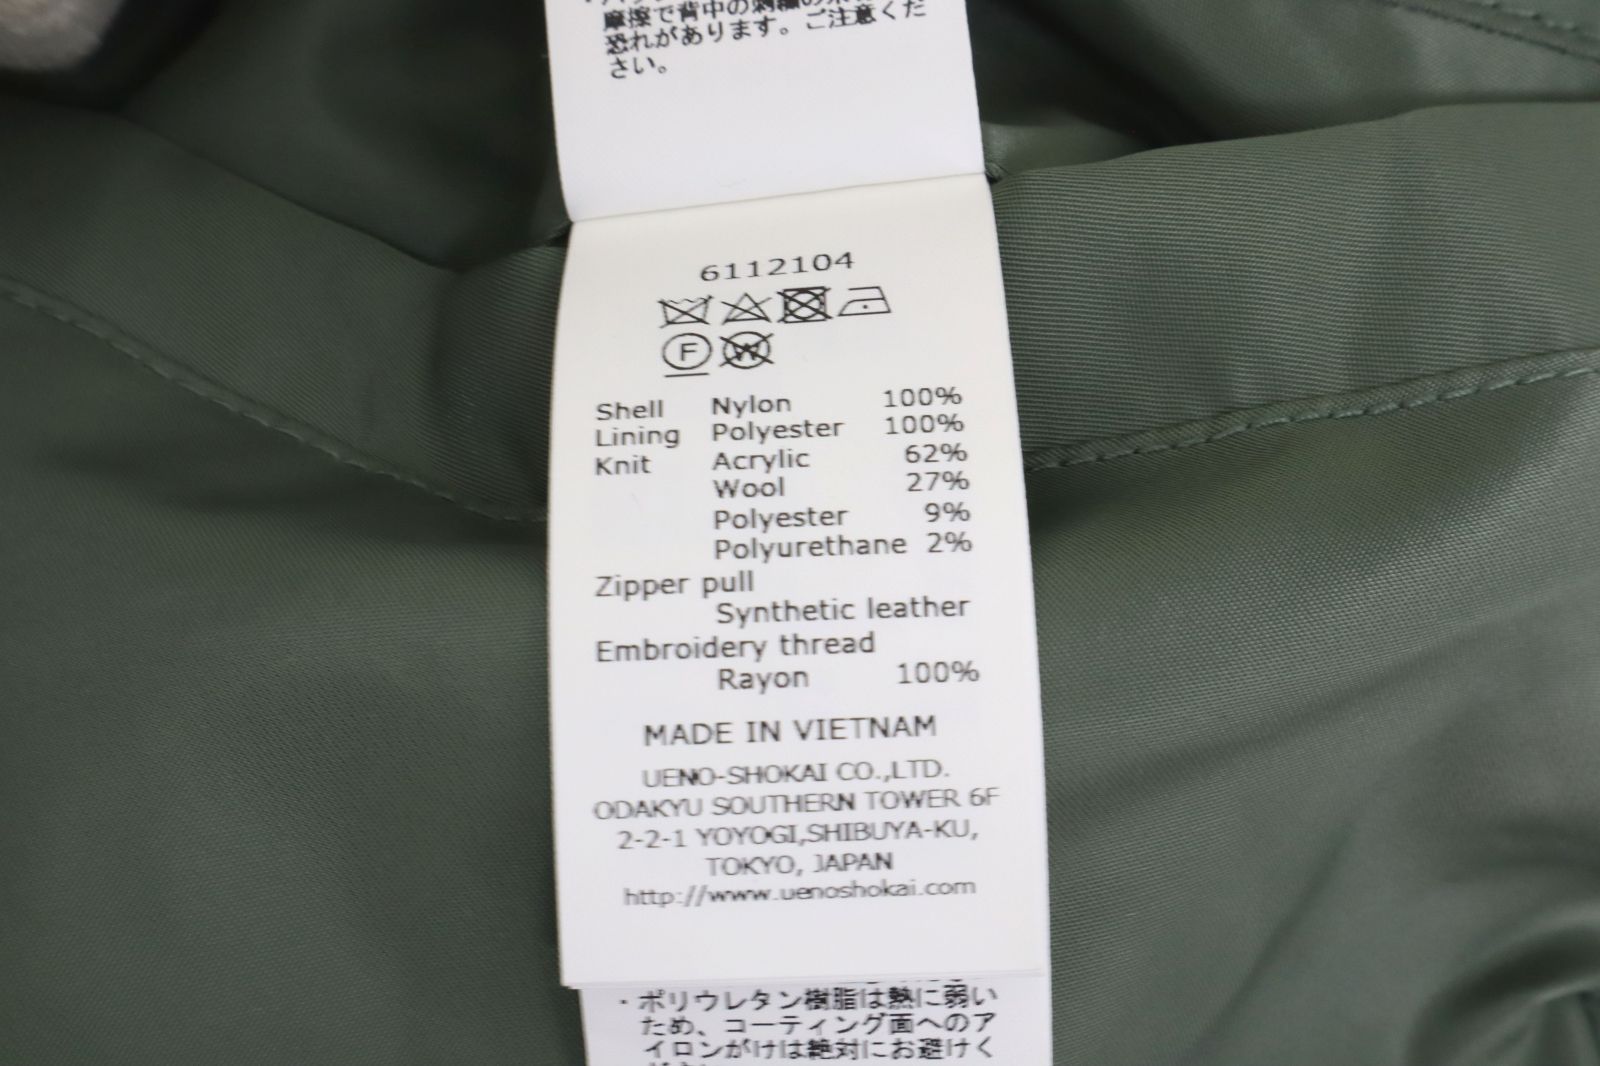 摩擦で背中の刺繍の
恐れがあります。ご注意くだ
さい。
6112104
F W
Shell Nylon 100%
Lining Polyester 100%
Knit Acrylic 62%
Wool 27%
Polyester 9%
Polyurethane 2%
Zipper pull
Synthetic leather
Embroidery thread
Rayon 100%
MADE IN VIETNAM
UENO-SHOKAI CO.,LTD.
ODAKYU SOUTHERN TOWER 6F
2-2-1 YOYOGI,SHIBUYA-KU,
TOKYO, JAPAN
http://www.uenoshokai.com
・ポリウレタン樹脂は熱に弱い
ため、コーティング面へのア
イロンがけは絶対にお避けく